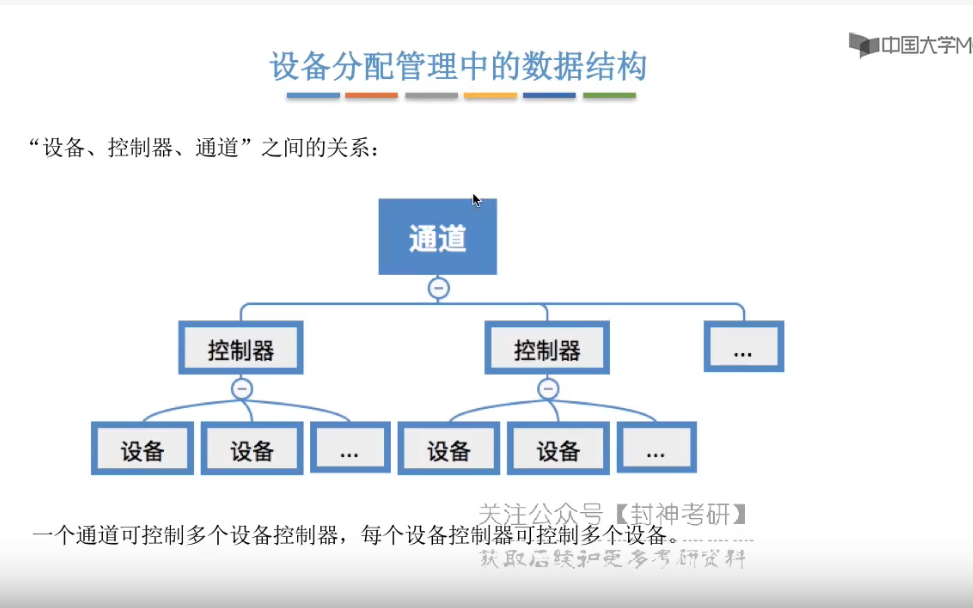 中国大学M
设备分配管理中的数据结构
“设备、控制器、通道”之间的关系：
通道
控制器 控制器 ...
设备 设备 ... 设备 设备 ...
关注公众号【封神考研】
一个通道可控制多个设备控制器，每个设备控制器可控制多个设备。
获取后续和更多考研资料